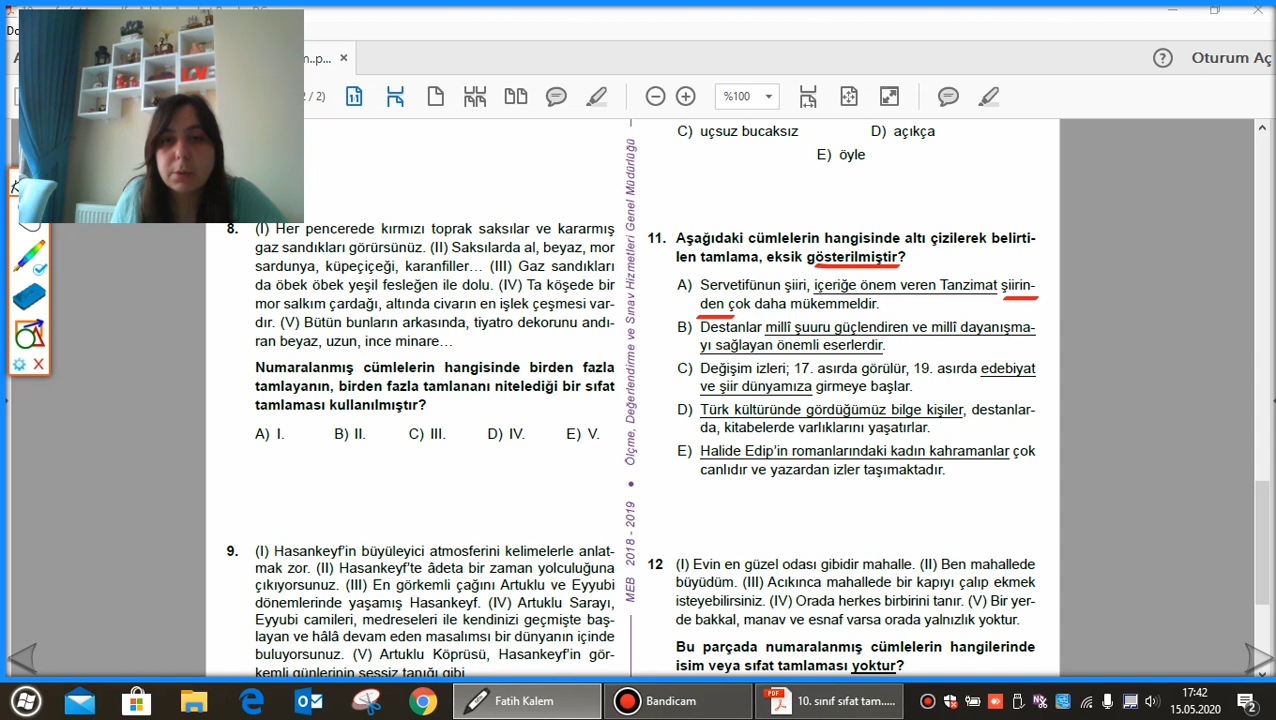 m..p...
Oturum Aç
2 / 2)
%100
C) uçsuz bucaksız D) açıkça
E) öyle
8. (I) Her pencerede kırmızı toprak saksılar ve kararmış
gaz sandıkları görürsünüz. (II) Saksılarda al, beyaz, mor
sardunya, küpeçiçeği, karanfiller... (III) Gaz sandıkları
da öbek öbek yeşil fesleğen ile dolu. (IV) Ta köşede bir
mor salkım çardağı, altında civarın en işlek çeşmesi var-
dır. (V) Bütün bunların arkasında, tiyatro dekorunu andı-
ran beyaz, uzun, ince minare...
Numaralanmış cümlelerin hangisinde birden fazla
tamlayanın, birden fazla tamlananı nitelediği bir sıfat
tamlaması kullanılmıştır?
A) I. B) II. C) III. D) IV. E) V.
9. (I) Hasankeyf'in büyüleyici atmosferini kelimelerle anlat-
mak zor. (II) Hasankeyf'te âdeta bir zaman yolculuğuna
çıkıyorsunuz. (III) En görkemli çağını Artuklu ve Eyyubi
dönemlerinde yaşamış Hasankeyf. (IV) Artuklu Sarayı,
Eyyubi camileri, medreseleri ile kendinizi geçmişte baş-
layan ve hâlâ devam eden masalımsı bir dünyanın içinde
buluyorsunuz. (V) Artuklu Köprüsü, Hasankeyf'in gör-
kemli günlerinin sessiz tanığı gibi
MEB 2018 - 2019 ● Ölçme, Değerlendirme ve Sınav Hizmetleri Genel Müdürlüğü
11. Aşağıdaki cümlelerin hangisinde altı çizilerek belirti-
len tamlama, eksik gösterilmiştir?
A) Servetifünun şiiri, içeriğe önem veren Tanzimat şiirin-
den çok daha mükemmeldir.
B) Destanlar millî şuuru güçlendiren ve millî dayanışma-
yı sağlayan önemli eserlerdir.
C) Değişim izleri; 17. asırda görülür, 19. asırda edebiyat
ve şiir dünyamıza girmeye başlar.
D) Türk kültüründe gördüğümüz bilge kişiler, destanlar-
da, kitabelerde varlıklarını yaşatırlar.
E) Halide Edip'in romanlarındaki kadın kahramanlar çok
canlıdır ve yazardan izler taşımaktadır.
12 (I) Evin en güzel odası gibidir mahalle. (II) Ben mahallede
büyüdüm. (III) Acıkınca mahallede bir kapıyı çalıp ekmek
isteyebilirsiniz. (IV) Orada herkes birbirini tanır. (V) Bir yer-
de bakkal, manav ve esnaf varsa orada yalnızlık yoktur.
Bu parçada numaralanmış cümlelerin hangilerinde
isim veya sıfat tamlaması yoktur?
Fatih Kalem
Bandicam
10. sınıf sıfat tam.....
17:42
15.05.2020
2